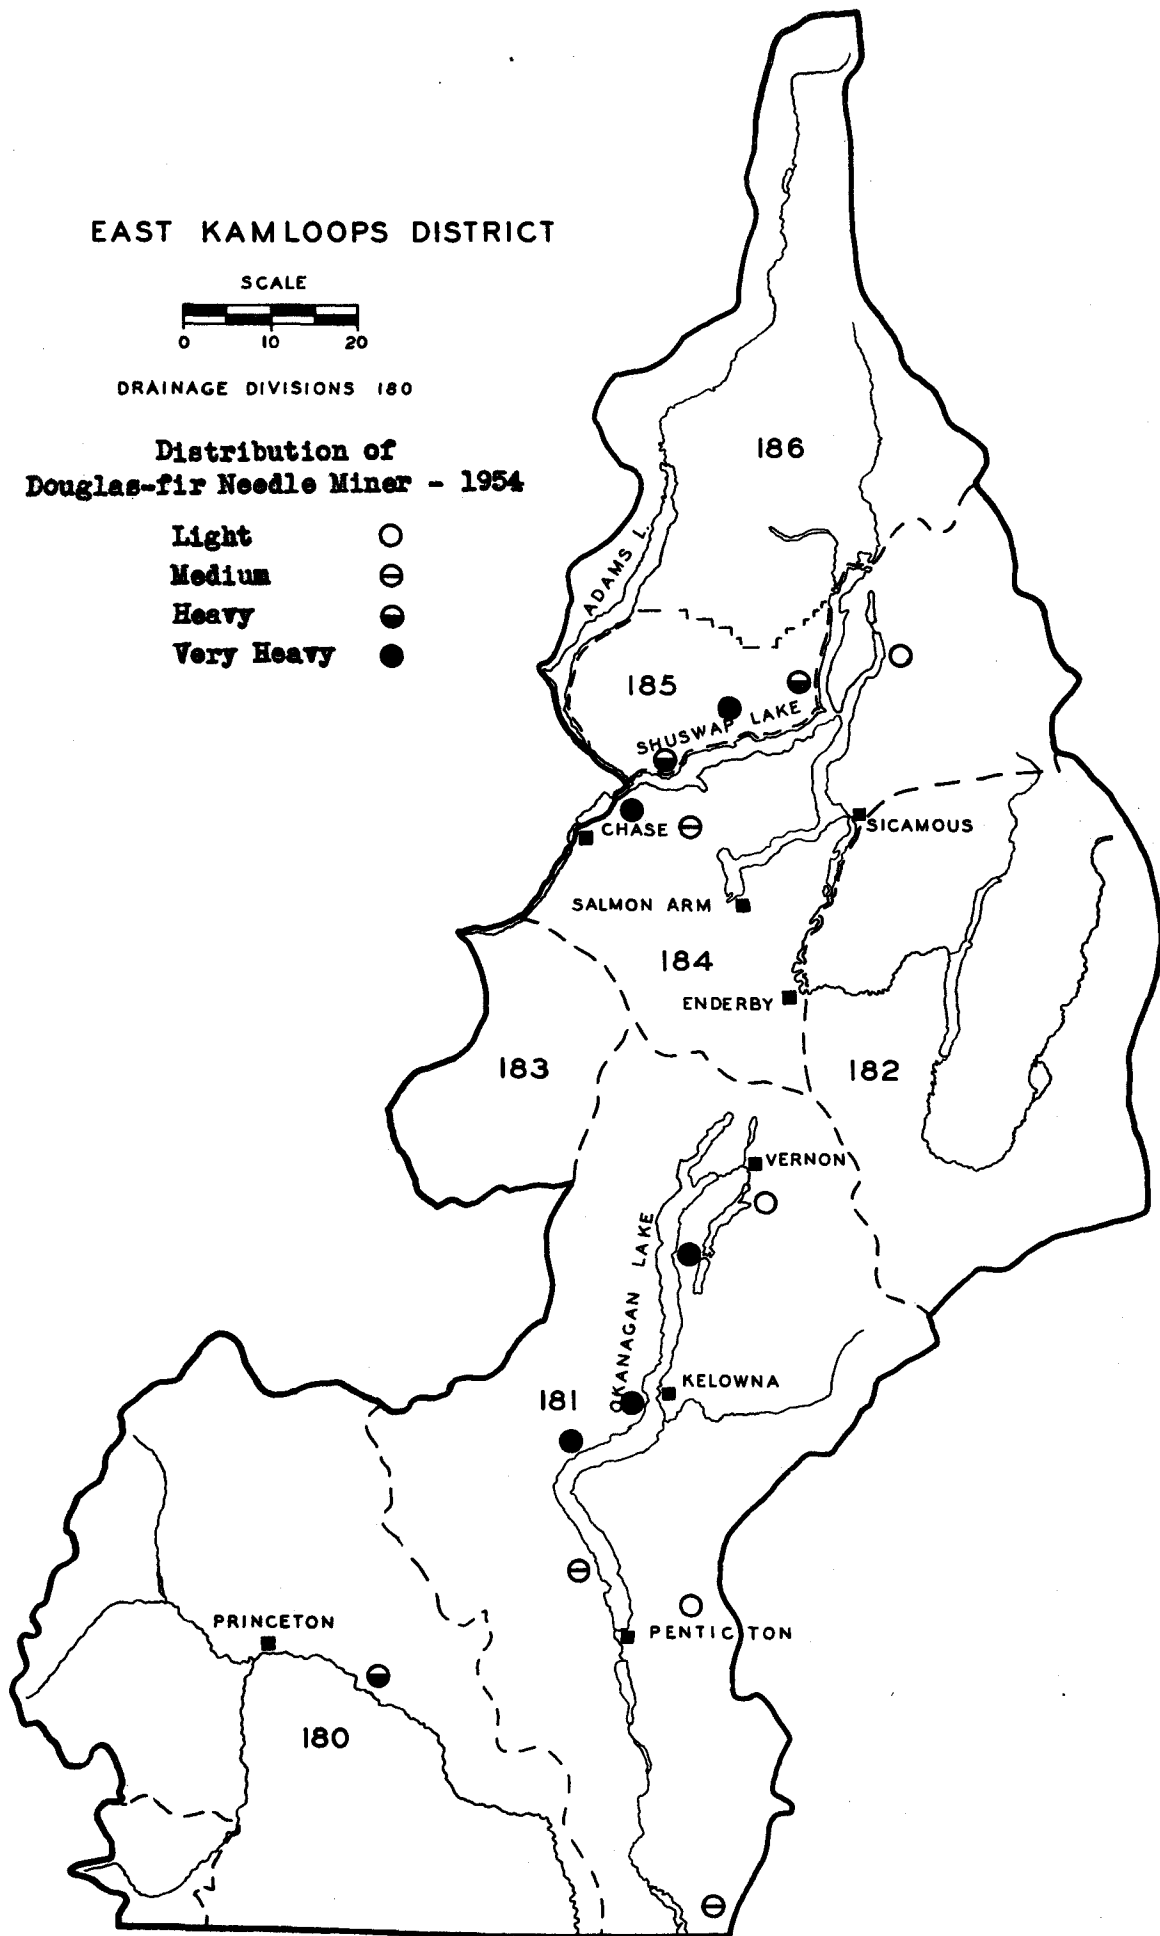 EAST KAMLOOPS DISTRICT
SCALE
0 10 20
DRAINAGE DIVISIONS 180
Distribution of
Douglas-fir Needle Miner - 1954
Light
Medium
Heavy
Very Heavy
186
ADAMS L.
185
SHUSWAP LAKE
CHASE
SICAMOUS
SALMON ARM
184
ENDERBY
183
182
VERNON
OKANAGAN LAKE
KELOWNA
181
PRINCETON
PENTICTON
180